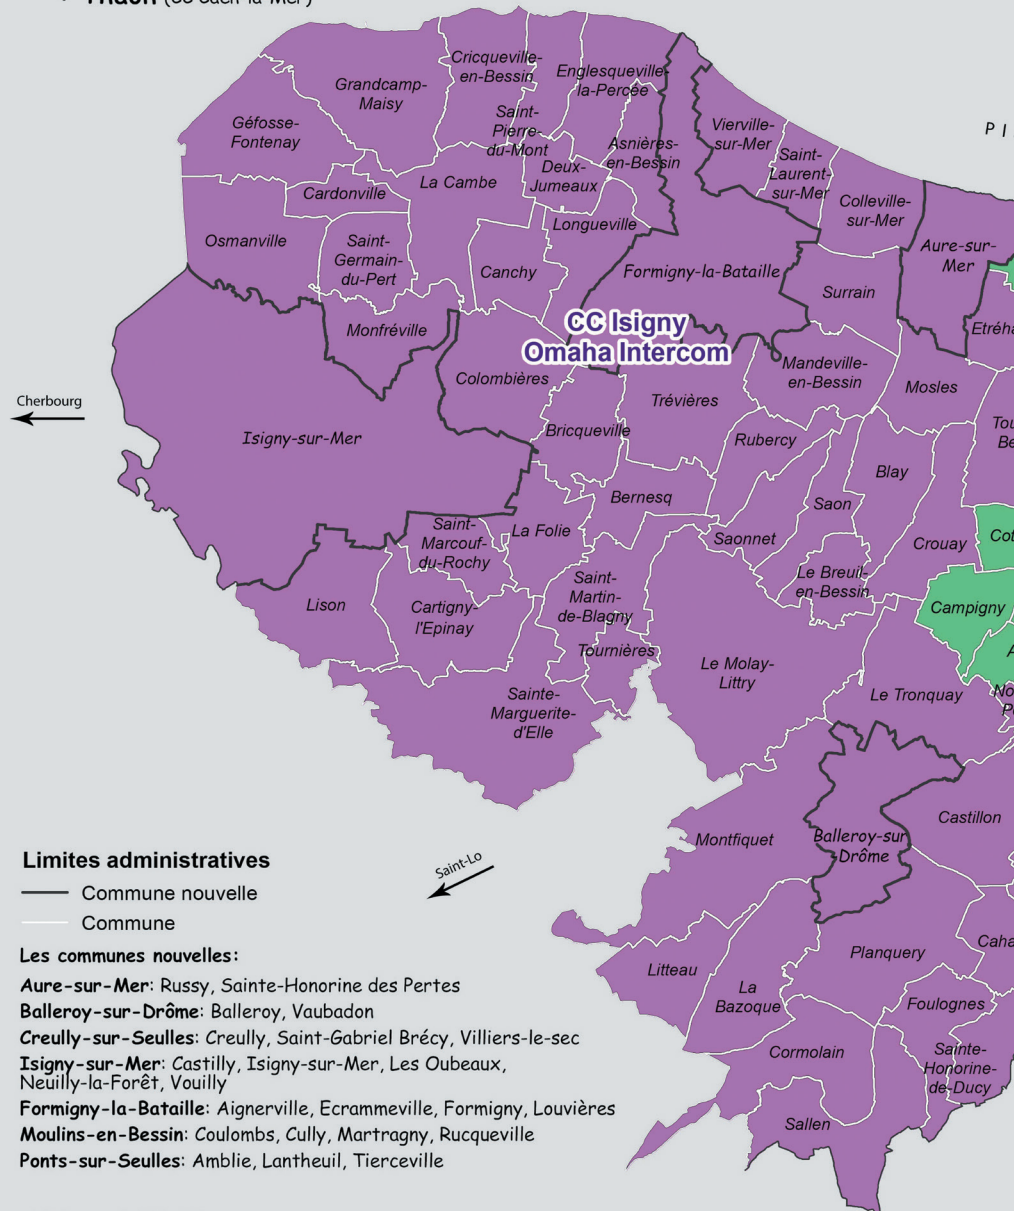 Thaon (CC Caen-la-Mer)
Cricqueville-
en-Bessin
Grandcamp-
Maisy
Englesqueville-
la-Percée
Saint-
Pierre-
du-Mont
Géfosse-
Fontenay
Asnières-
en-Bessin
Vierville-
sur-Mer
Saint-
Laurent-
sur-Mer
Deux-
Jumeaux
La Cambe
Cardonville
Colleville-
sur-Mer
Longueville
Osmanville
Saint-
Germain-
du-Pert
Canchy
Formigny-la-Bataille
Aure-sur-
Mer
Surrain
Monfréville
CC Isigny
Omaha Intercom
Mandeville-
en-Bessin
Colombières
Mosles
Trévières
Cherbourg
Isigny-sur-Mer
Bricqueville
Rubercy
Blay
Bernesq
Saon
Saint-
Marcouf-
du-Rochy
La Folie
Saonnet
Crouay
Le Breuil-
en-Bessin
Lison
Cartigny-
l'Epinay
Saint-
Martin-
de-Blagny
Campigny
Tournières
Le Molay-
Littry
Sainte-
Marguerite-
d'Elle
Le Tronquay
Castillon
Montfiquet
Balleroy-sur
Drôme
Saint-Lo
Planquery
Litteau
La
Bazoque
Foulognes
Cormolain
Sainte-
Honorine-
de-Ducy
Sallen
Limites administratives
Commune nouvelle
Commune
Les communes nouvelles:
Aure-sur-Mer: Russy, Sainte-Honorine des Pertes
Balleroy-sur-Drôme: Balleroy, Vaubadon
Creully-sur-Seulles: Creully, Saint-Gabriel Brécy, Villiers-le-sec
Isigny-sur-Mer: Castilly, Isigny-sur-Mer, Les Oubeaux,
Neuilly-la-Forêt, Vouilly
Formigny-la-Bataille: Aignerville, Ecrammeville, Formigny, Louvières
Moulins-en-Bessin: Coulombs, Cully, Martragny, Rucqueville
Ponts-sur-Seulles: Amblie, Lantheuil, Tierceville